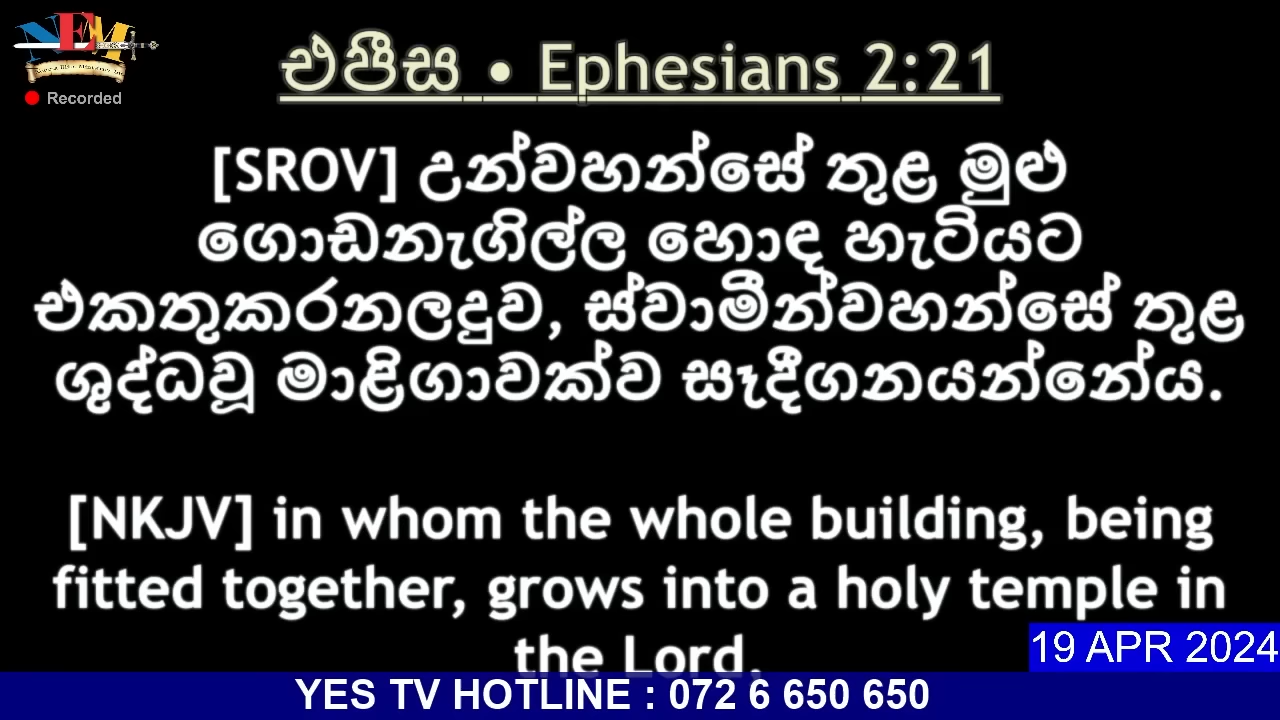 NEM
Recorded
එපීස • Ephesians 2:21
[SROV] උන්වහන්සේ තුළ මුළු
ගොඩනැගිල්ල හොඳ හැටියට
එකතුකරනලදුව, ස්වාමීන්වහන්සේ තුළ
ශුද්ධවූ මාළිගාවක්ව සෑදීගනයන්නේය.
[NKJV] in whom the whole building, being
fitted together, grows into a holy temple in
the Lord.
19 APR 2024
YES TV HOTLINE : 072 6 650 650